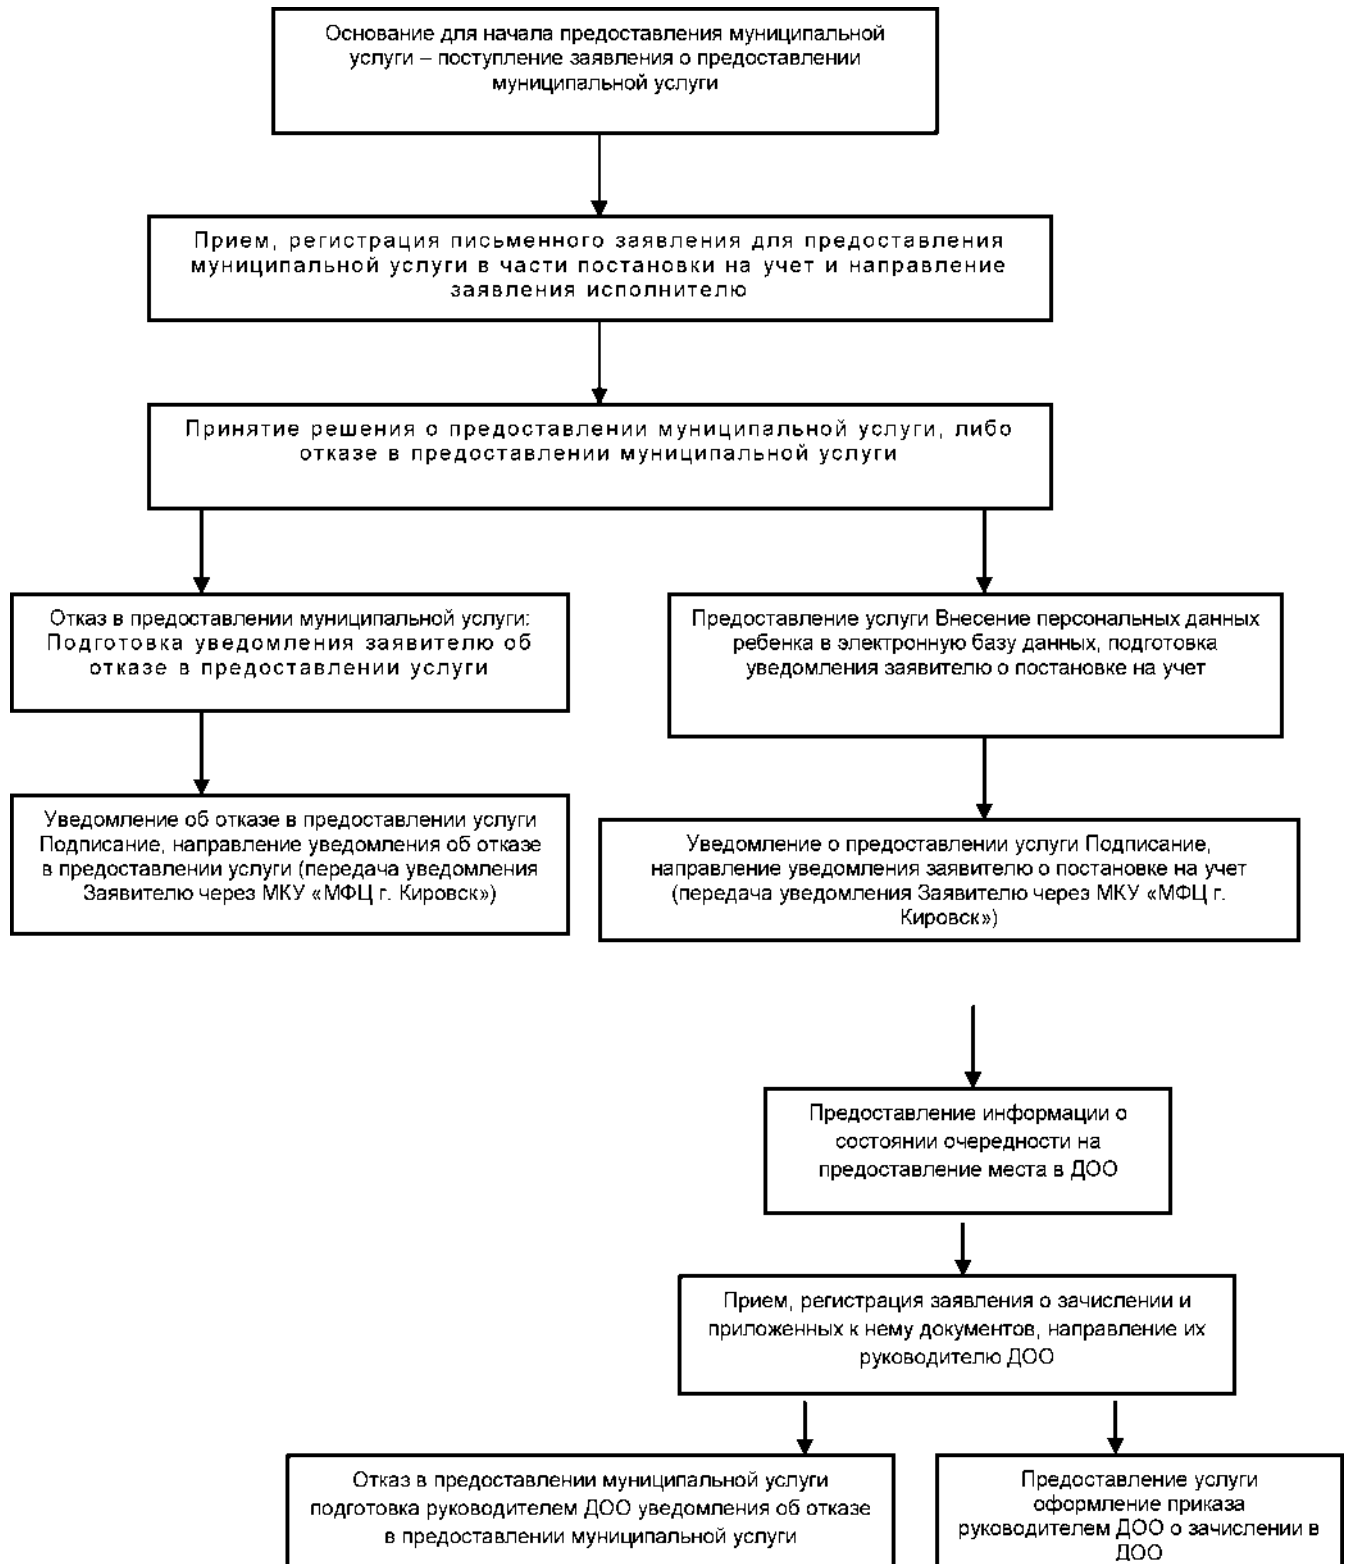 Основание для начала предоставления муниципальной
услуги – поступление заявления о предоставлении
муниципальной услуги
Прием, регистрация письменного заявления для предоставления
муниципальной услуги в части постановки на учет и направление
заявления исполнителю
Принятие решения о предоставлении муниципальной услуги, либо
отказе в предоставлении муниципальной услуги
Отказ в предоставлении муниципальной услуги:
Подготовка уведомления заявителю об
отказе в предоставлении услуги
Предоставление услуги Внесение персональных данных
ребенка в электронную базу данных, подготовка
уведомления заявителю о постановке на учет
Уведомление об отказе в предоставлении услуги
Подписание, направление уведомления об отказе
в предоставлении услуги (передача уведомления
Заявителю через МКУ «МФЦ г. Кировск»)
Уведомление о предоставлении услуги Подписание,
направление уведомления заявителю о постановке на учет
(передача уведомления Заявителю через МКУ «МФЦ г.
Кировск»)
Предоставление информации о
состоянии очередности на
предоставление места в ДОО
Прием, регистрация заявления о зачислении и
приложенных к нему документов, направление их
руководителю ДОО
Отказ в предоставлении муниципальной услуги
подготовка руководителем ДОО уведомления об отказе
в предоставлении муниципальной услуги
Предоставление услуги
оформление приказа
руководителем ДОО о зачислении в
ДОО